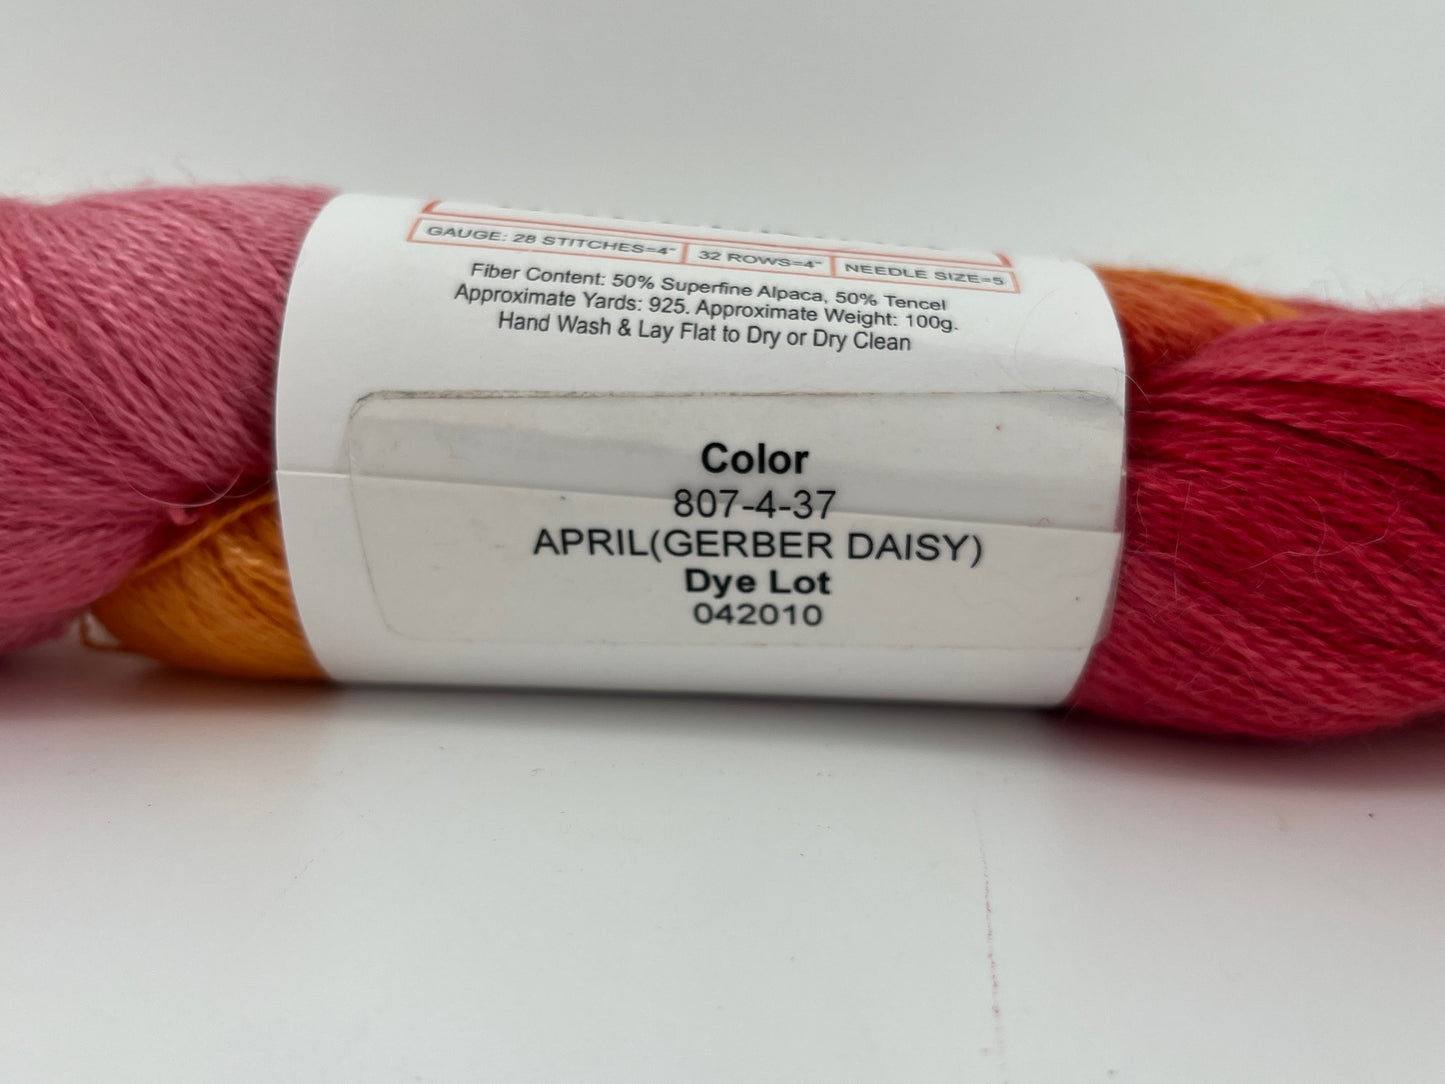 GAUGE: 28 STITCHES=4" 32 ROWS=4" NEEDLE SIZE=5
Fiber Content: 50% Superfine Alpaca, 50% Tencel
Approximate Yards: 925. Approximate Weight: 100g.
Hand Wash & Lay Flat to Dry or Dry Clean
Color
807-4-37
APRIL(GERBER DAISY)
Dye Lot
042010